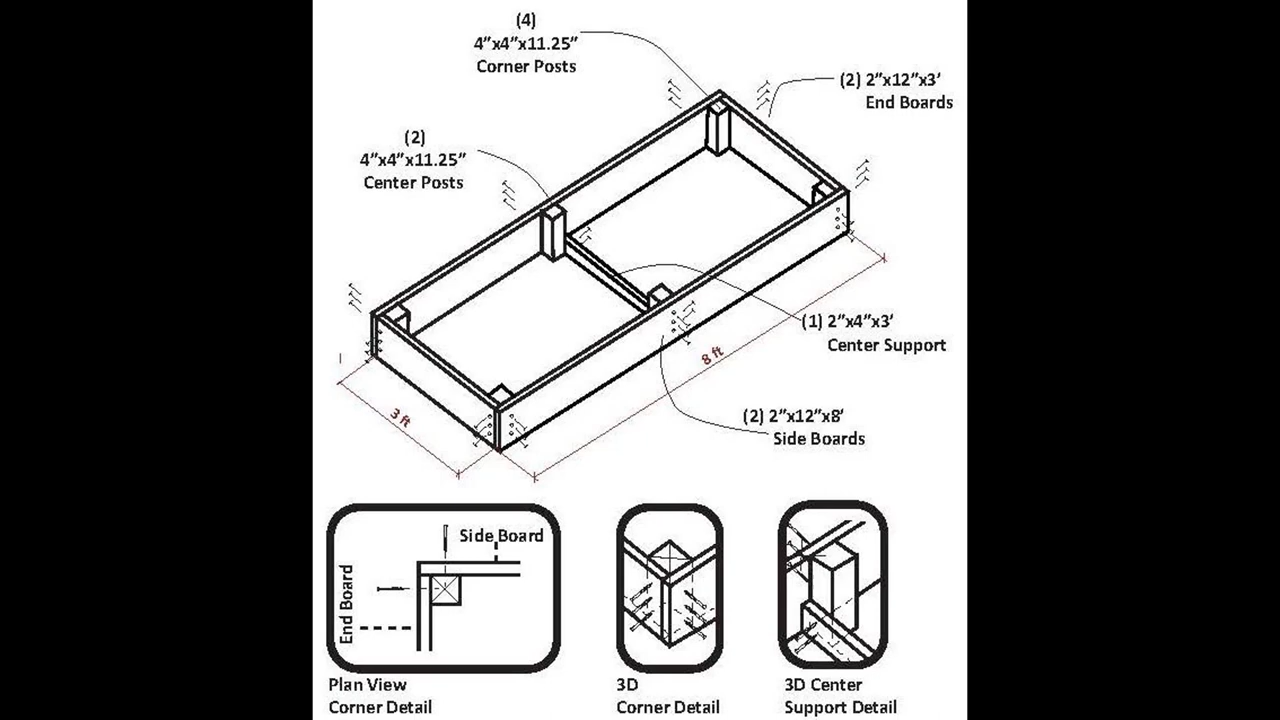 (4)
4”x4”x11.25”
Corner Posts
(2) 2”x12”x3’
End Boards
(2)
4”x4”x11.25”
Center Posts
(1) 2”x4”x3’
Center Support
8 ft
3 ft
(2) 2”x12”x8’
Side Boards
Side Board
End Board
Plan View
Corner Detail
3D
Corner Detail
3D Center
Support Detail